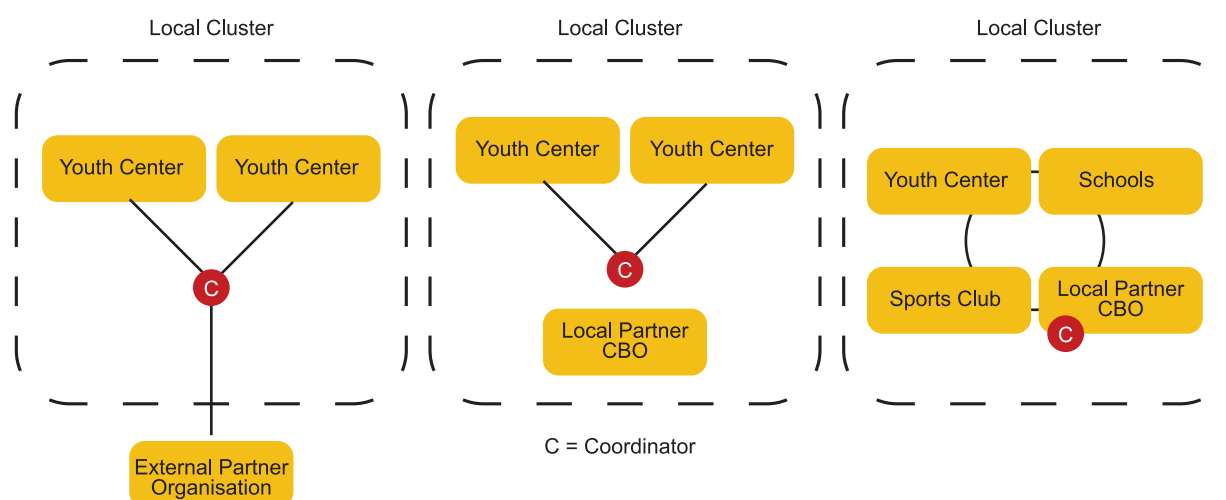 Local Cluster
Youth Center
Youth Center
C
External Partner
Organisation
Local Cluster
Youth Center
Youth Center
C
Local Partner
CBO
C = Coordinator
Local Cluster
Youth Center
Schools
Sports Club
Local Partner
CBO
C